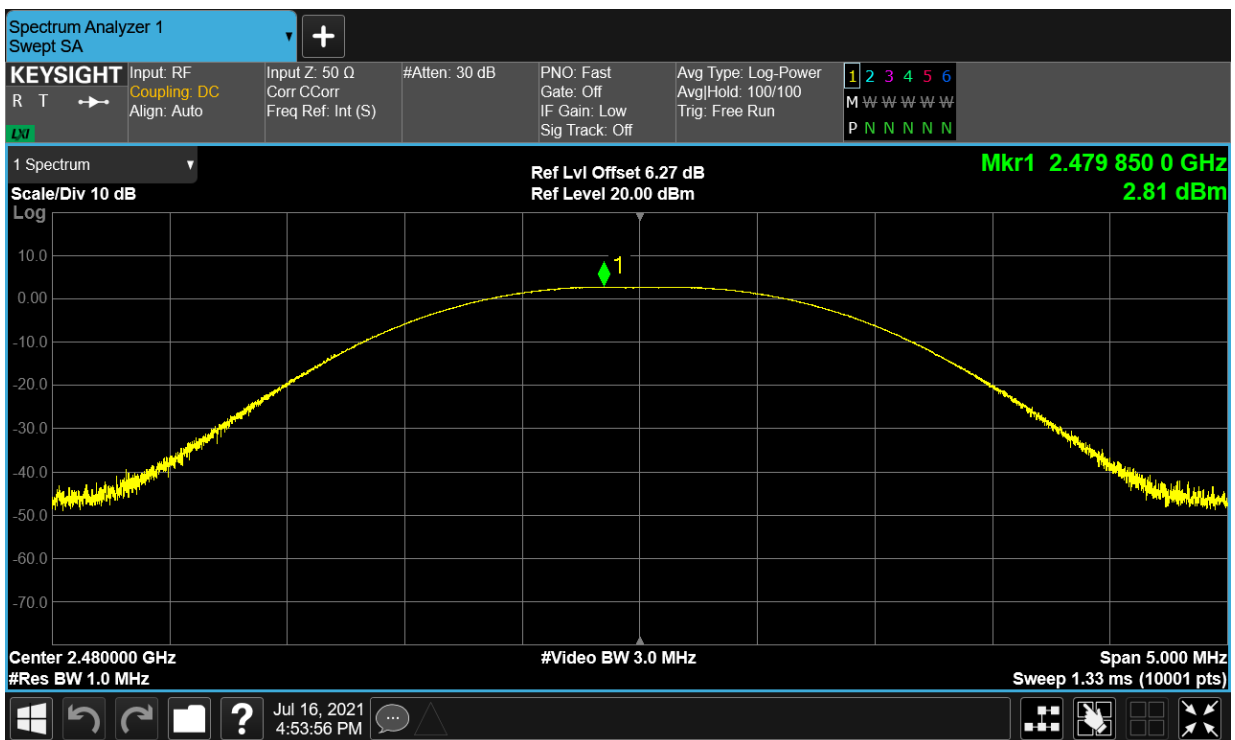 Spectrum Analyzer 1
Swept SA
+
KEYSIGHT
R T
LXI
Input: RF
Coupling: DC
Align: Auto
Input Z: 50 Ω
Corr CCorr
Freq Ref: Int (S)
#Atten: 30 dB
PNO: Fast
Gate: Off
IF Gain: Low
Sig Track: Off
Avg Type: Log-Power
Avg|Hold: 100/100
Trig: Free Run
1 2 3 4 5 6
M W W W W W
P N N N N N
1 Spectrum
Scale/Div 10 dB
Ref Lvl Offset 6.27 dB
Ref Level 20.00 dBm
Mkr1 2.479 850 0 GHz
2.81 dBm
Log
1
10.0
0.00
-10.0
-20.0
-30.0
-40.0
-50.0
-60.0
-70.0
Center 2.480000 GHz
#Res BW 1.0 MHz
#Video BW 3.0 MHz
Span 5.000 MHz
Sweep 1.33 ms (10001 pts)
?
Jul 16, 2021
4:53:56 PM